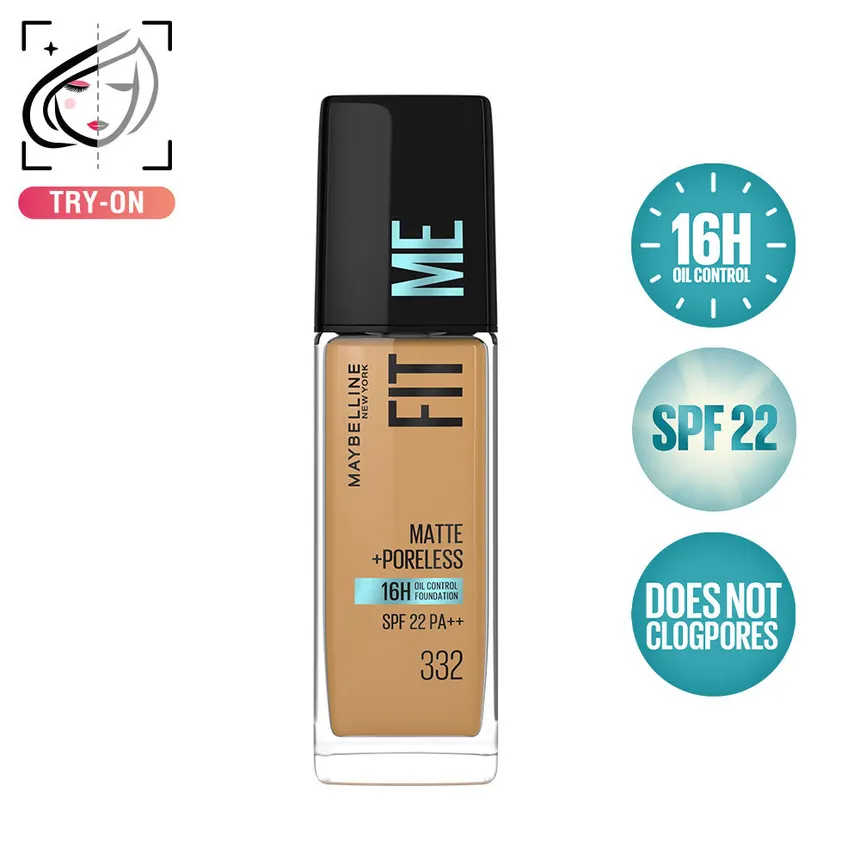 TRY-ON
FIT ME
MAYBELLINE
NEW YORK
MATTE
+PORELESS
16H OIL CONTROL
FOUNDATION
SPF 22 PA++
332
16H
OIL CONTROL
SPF 22
DOES NOT
CLOGPORES